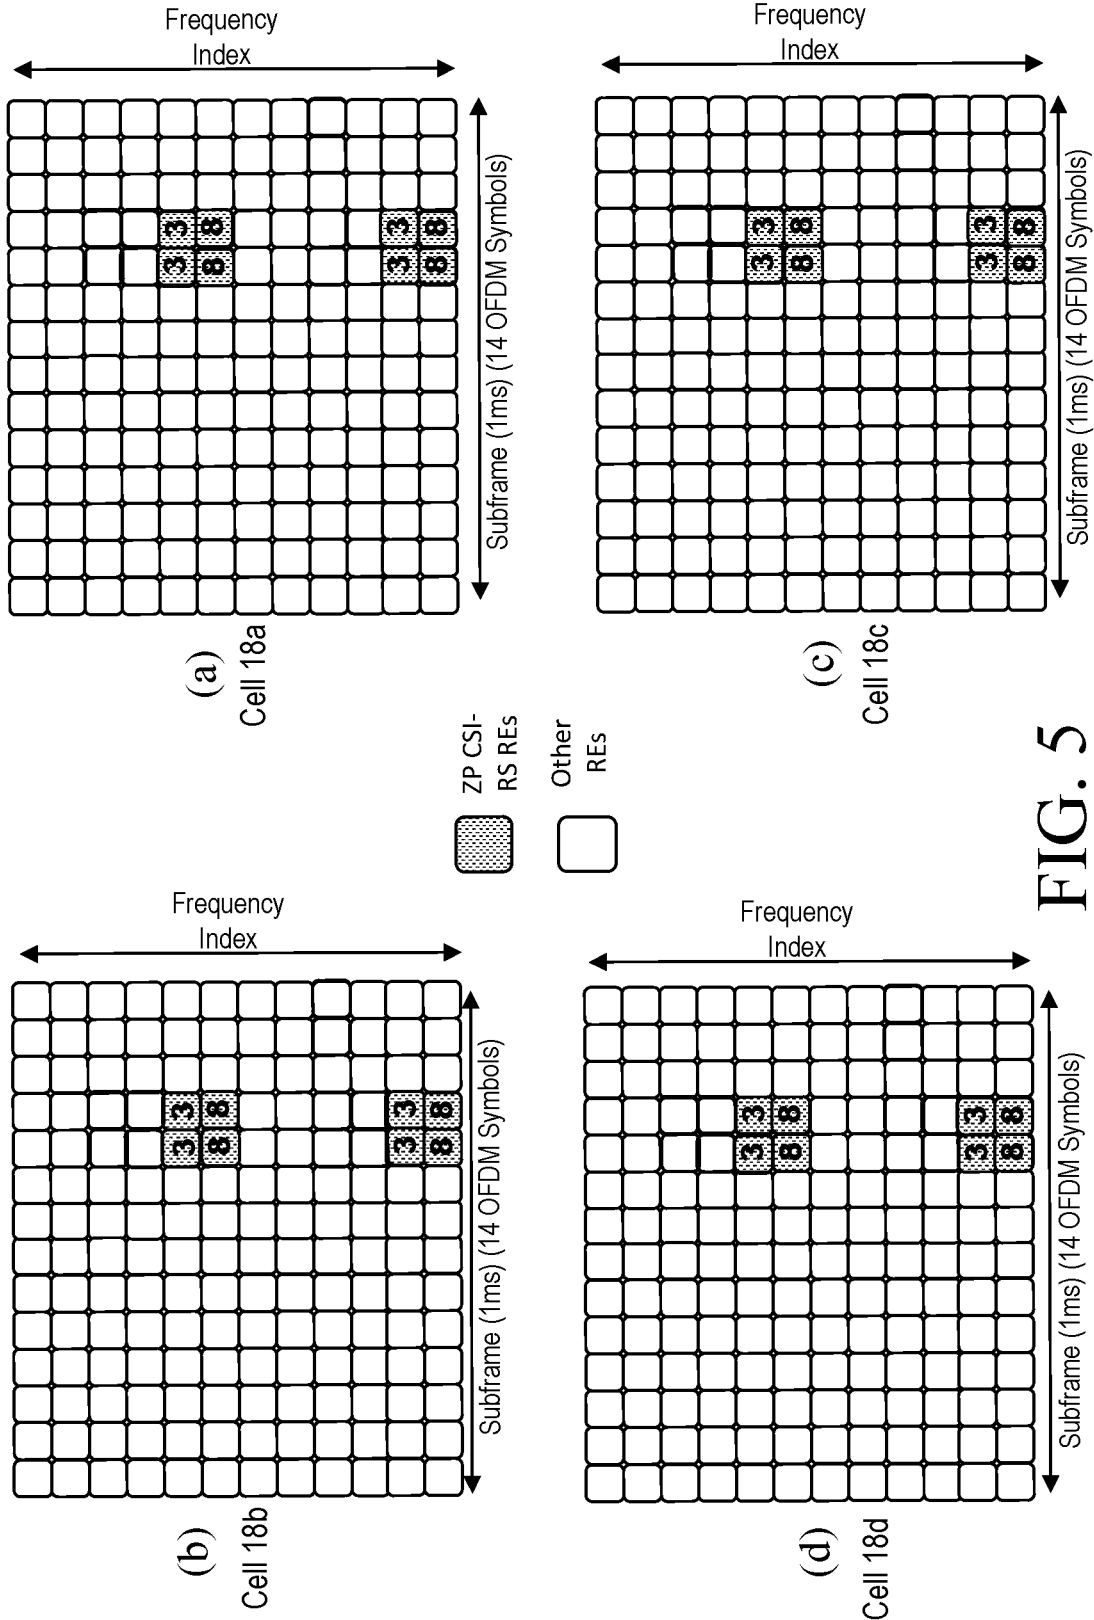 Frequency
Index
3 3
8 8
3 3
8 8
Subframe (1ms) (14 OFDM Symbols)
(a)
Cell 18a
Frequency
Index
3 3
8 8
3 3
8 8
Subframe (1ms) (14 OFDM Symbols)
(c)
Cell 18c
ZP CSI-
RS REs
Other
REs
Frequency
Index
3 3
8 8
3 3
8 8
Subframe (1ms) (14 OFDM Symbols)
(b)
Cell 18b
Frequency
Index
3 3
8 8
3 3
8 8
Subframe (1ms) (14 OFDM Symbols)
(d)
Cell 18d
FIG. 5